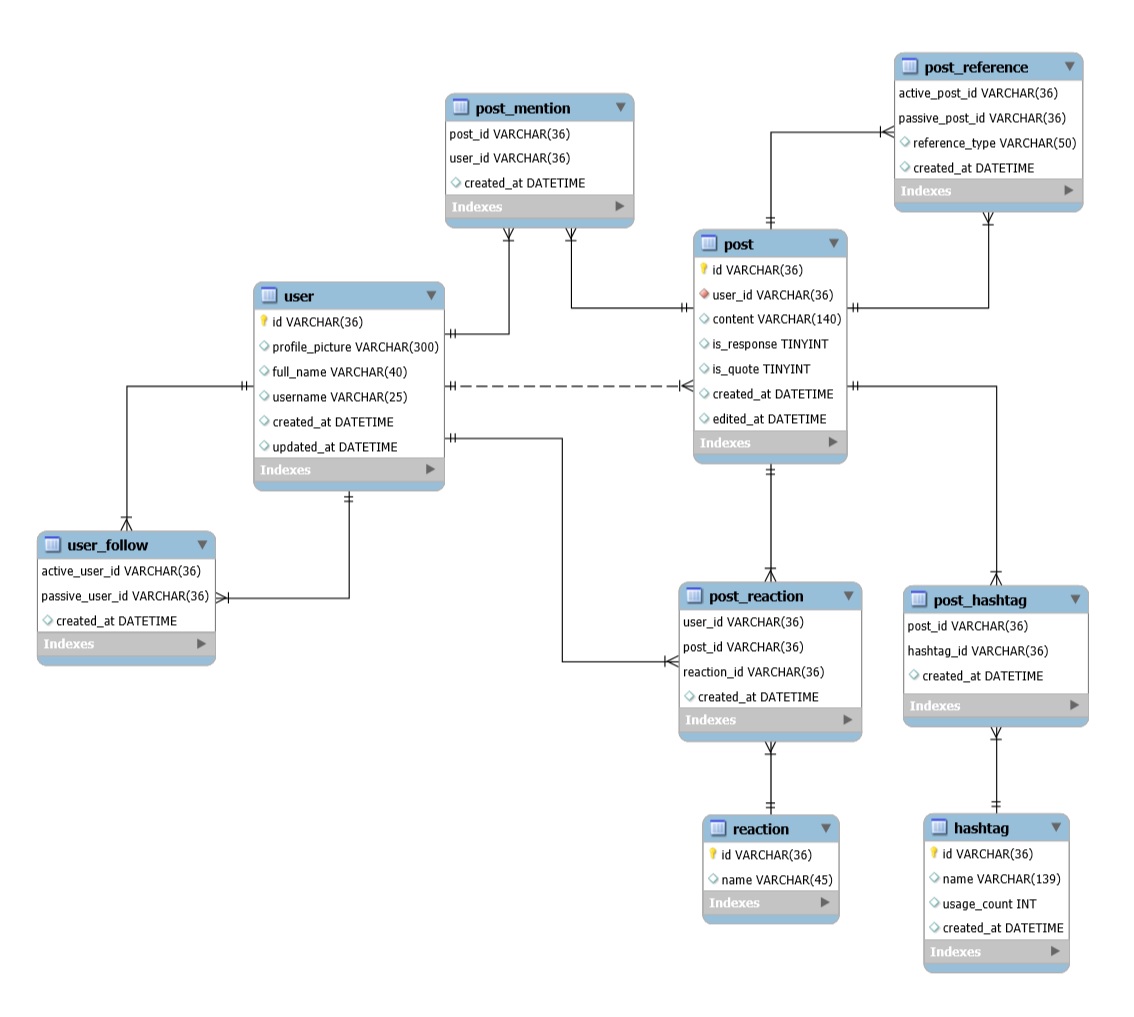 post_reference
active_post_id VARCHAR(36)
passive_post_id VARCHAR(36)
reference_type VARCHAR(50)
created_at DATETIME
Indexes
post_mention
post_id VARCHAR(36)
user_id VARCHAR(36)
created_at DATETIME
Indexes
post
id VARCHAR(36)
user_id VARCHAR(36)
content VARCHAR(140)
is_response TINYINT
is_quote TINYINT
created_at DATETIME
edited_at DATETIME
Indexes
user
id VARCHAR(36)
profile_picture VARCHAR(300)
full_name VARCHAR(40)
username VARCHAR(25)
created_at DATETIME
updated_at DATETIME
Indexes
user_follow
active_user_id VARCHAR(36)
passive_user_id VARCHAR(36)
created_at DATETIME
Indexes
post_reaction
user_id VARCHAR(36)
post_id VARCHAR(36)
reaction_id VARCHAR(36)
created_at DATETIME
Indexes
post_hashtag
post_id VARCHAR(36)
hashtag_id VARCHAR(36)
created_at DATETIME
Indexes
reaction
id VARCHAR(36)
name VARCHAR(45)
Indexes
hashtag
id VARCHAR(36)
name VARCHAR(139)
usage_count INT
created_at DATETIME
Indexes